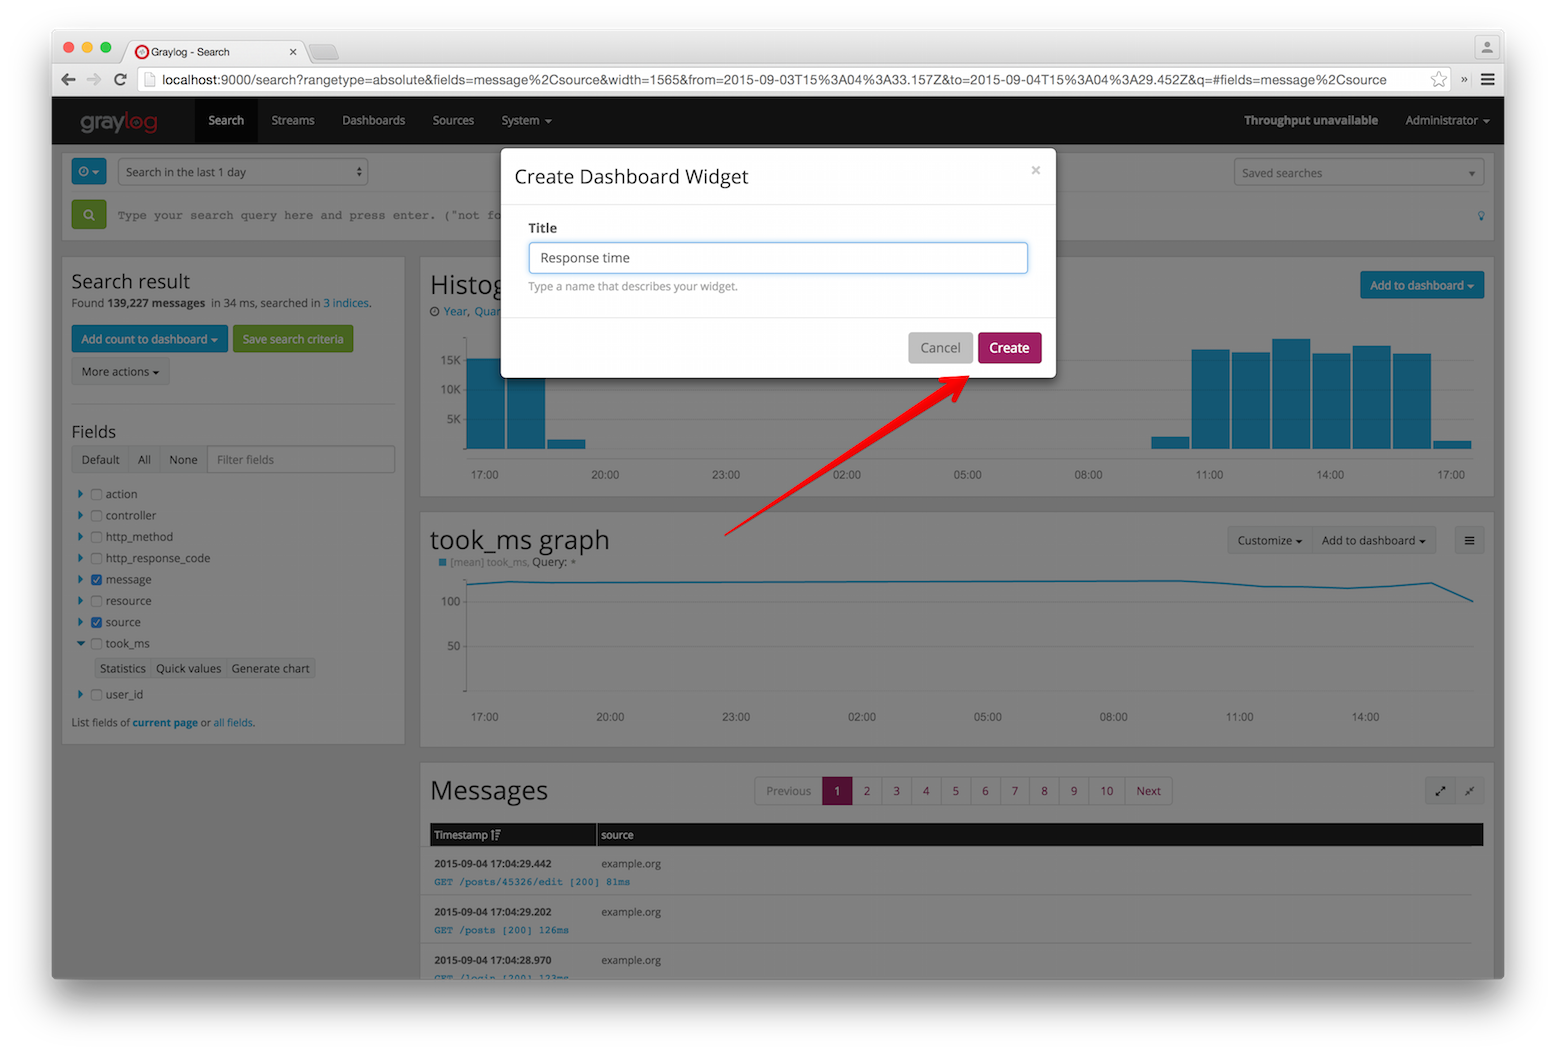 Graylog - Search
localhost:9000/search?rangetype=absolute&fields=message%2Csource&width=1565&from=2015-09-03T15%3A04%3A33.157Z&to=2015-09-04T15%3A04%3A29.452Z&q=#fields=message%2Csource
graylog Search Streams Dashboards Sources System Throughput unavailable Administrator
Search in the last 1 day Saved searches
Type your search query here and press enter. ("not fo
Create Dashboard Widget ×
Title
Response time
Type a name that describes your widget.
Cancel Create
Search result
Found 139,227 messages in 34 ms, searched in 3 indices.
Add count to dashboard Save search criteria
More actions
Fields
Default All None Filter fields
action
controller
http_method
http_response_code
message
resource
source
took_ms
Statistics Quick values Generate chart
user_id
List fields of current page or all fields.
Histog
Add to dashboard
Year, Quar
15K
10K
5K
17:00 20:00 23:00 02:00 05:00 08:00 11:00 14:00 17:00
took_ms graph
Customize Add to dashboard
[mean] took_ms, Query: *
100
50
17:00 20:00 23:00 02:00 05:00 08:00 11:00 14:00
Messages
Previous 1 2 3 4 5 6 7 8 9 10 Next
Timestamp source
2015-09-04 17:04:29.442 example.org
GET /posts/45326/edit [200] 81ms
2015-09-04 17:04:29.202 example.org
GET /posts [200] 126ms
2015-09-04 17:04:28.970 example.org
GET /login [200] 123ms